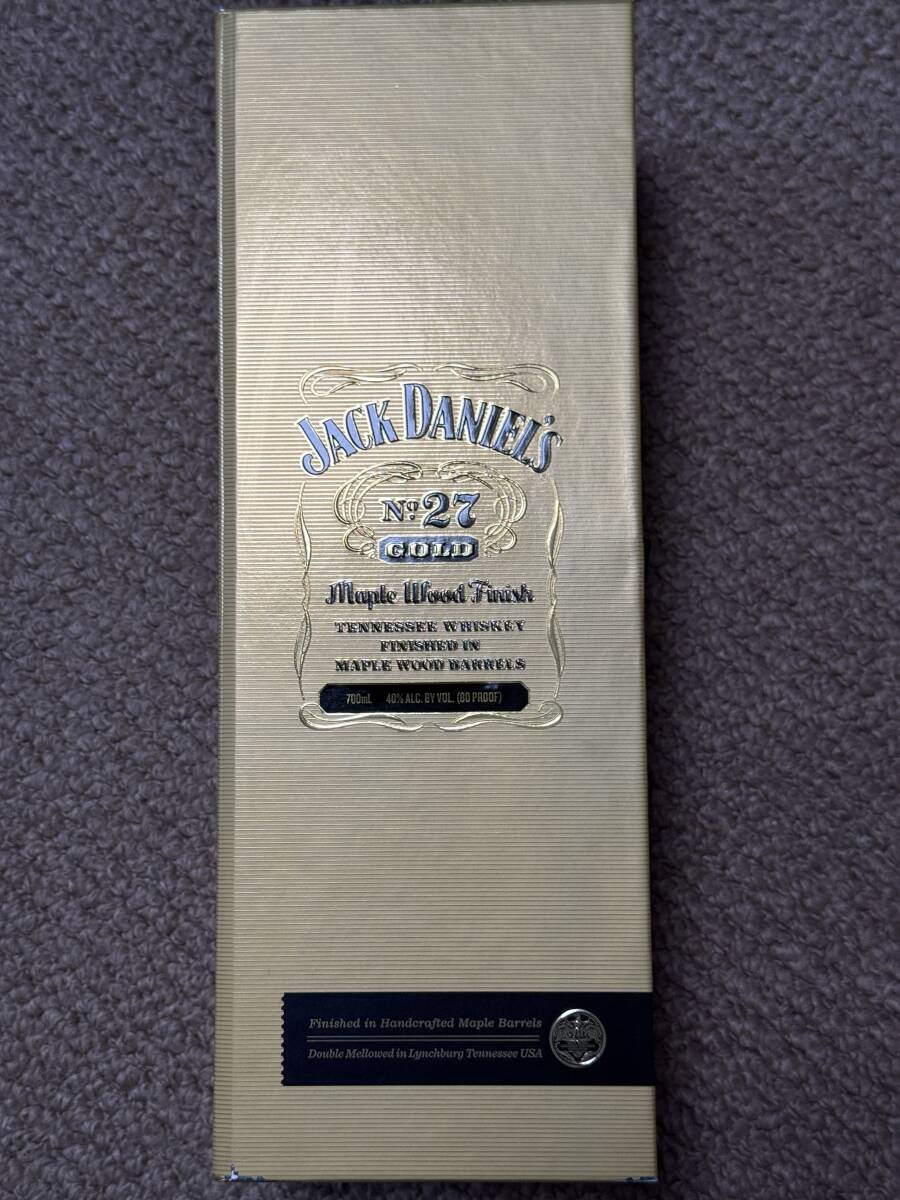 JACK DANIEL'S
Nº 27
GOLD
Maple Wood Finish
TENNESSEE WHISKEY
FINISHED IN
MAPLE WOOD BARRELS
700mL 40% ALC. BY VOL. (80 PROOF)
Finished in Handcrafted Maple Barrels
Double Mellowed in Lynchburg Tennessee USA